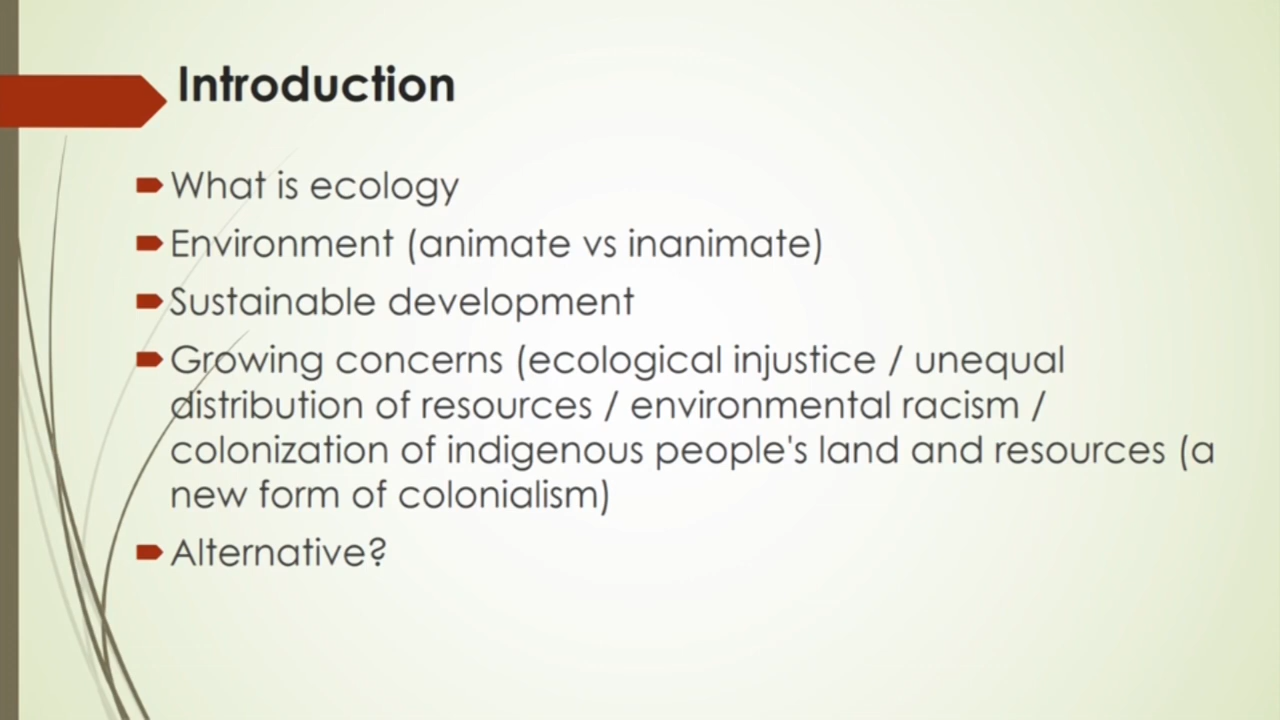 Introduction
What is ecology
Environment (animate vs inanimate)
Sustainable development
Growing concerns (ecological injustice / unequal
distribution of resources / environmental racism /
colonization of indigenous people's land and resources (a
new form of colonialism)
Alternative?